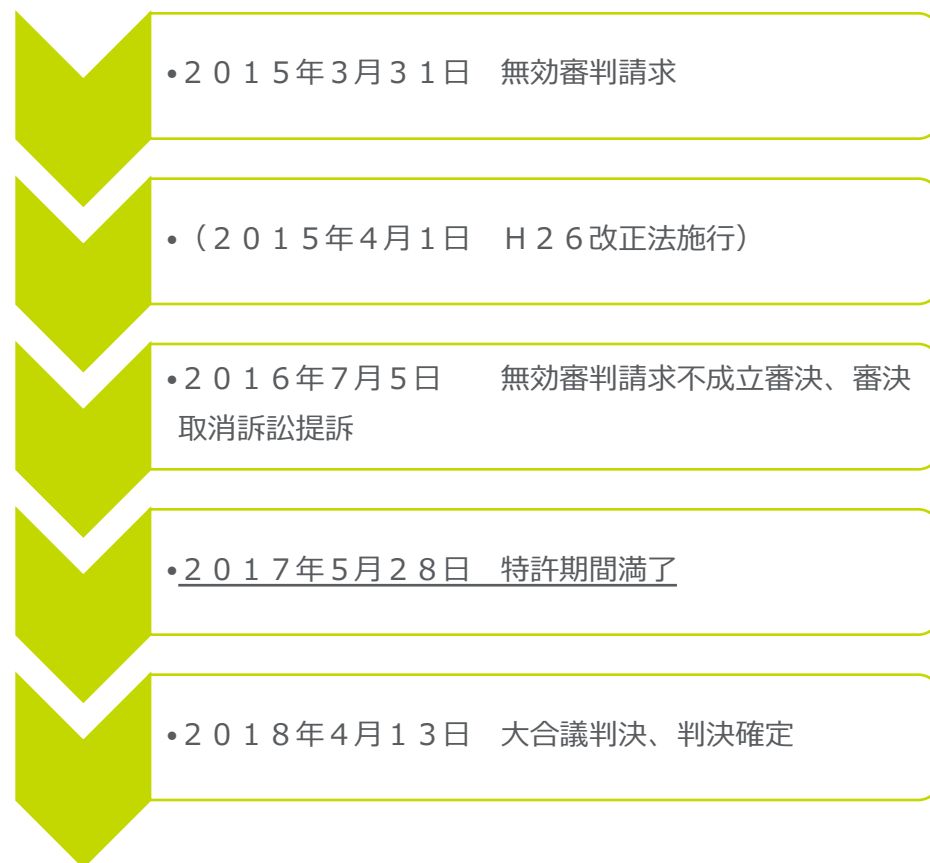 •２０１５年３月３１日　無効審判請求
•（２０１５年４月１日　Ｈ２６改正法施行）
•２０１６年７月５日　　無効審判請求不成立審決、審決
取消訴訟提訴
•２０１７年５月２８日　特許期間満了
•２０１８年４月１３日　大合議判決、判決確定